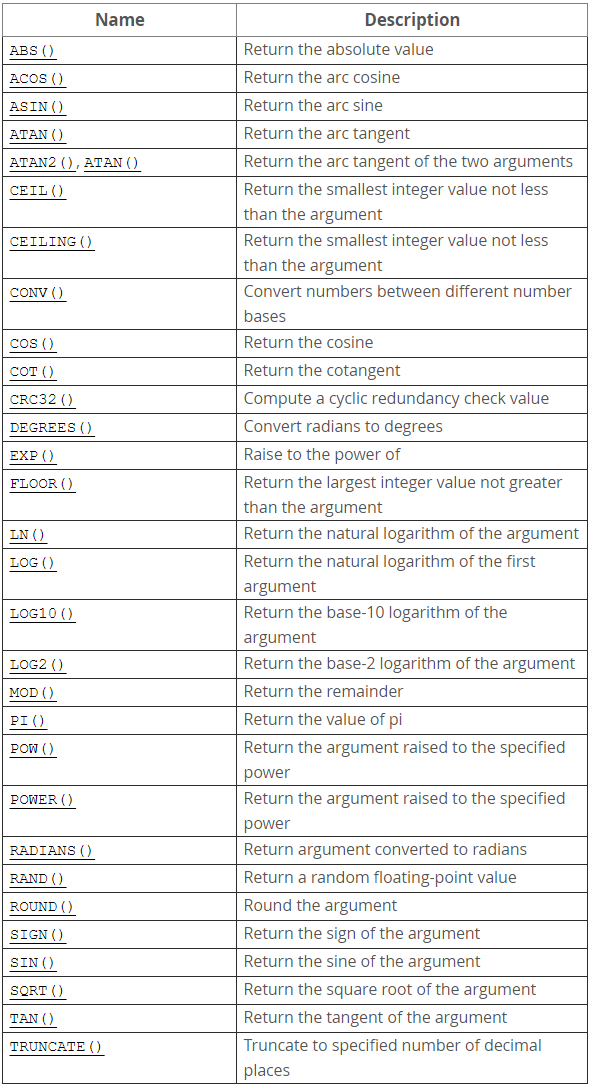 Name Description
ABS() Return the absolute value
ACOS() Return the arc cosine
ASIN() Return the arc sine
ATAN() Return the arc tangent
ATAN2(), ATAN() Return the arc tangent of the two arguments
CEIL() Return the smallest integer value not less
than the argument
CEILING() Return the smallest integer value not less
than the argument
CONV() Convert numbers between different number
bases
COS() Return the cosine
COT() Return the cotangent
CRC32() Compute a cyclic redundancy check value
DEGREES() Convert radians to degrees
EXP() Raise to the power of
FLOOR() Return the largest integer value not greater
than the argument
LN() Return the natural logarithm of the argument
LOG() Return the natural logarithm of the first
argument
LOG10() Return the base-10 logarithm of the
argument
LOG2() Return the base-2 logarithm of the argument
MOD() Return the remainder
PI() Return the value of pi
POW() Return the argument raised to the specified
power
POWER() Return the argument raised to the specified
power
RADIANS() Return argument converted to radians
RAND() Return a random floating-point value
ROUND() Round the argument
SIGN() Return the sign of the argument
SIN() Return the sine of the argument
SQRT() Return the square root of the argument
TAN() Return the tangent of the argument
TRUNCATE() Truncate to specified number of decimal
places